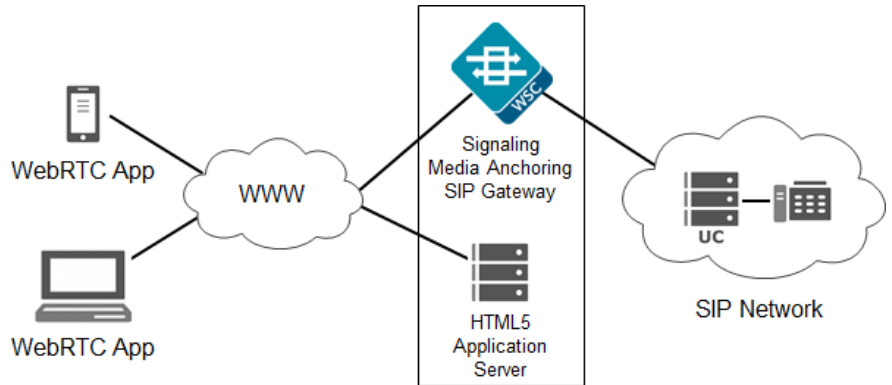 WebRTC App
WebRTC App
WWW
WSC
Signaling
Media Anchoring
SIP Gateway
HTML5
Application
Server
UC
SIP Network